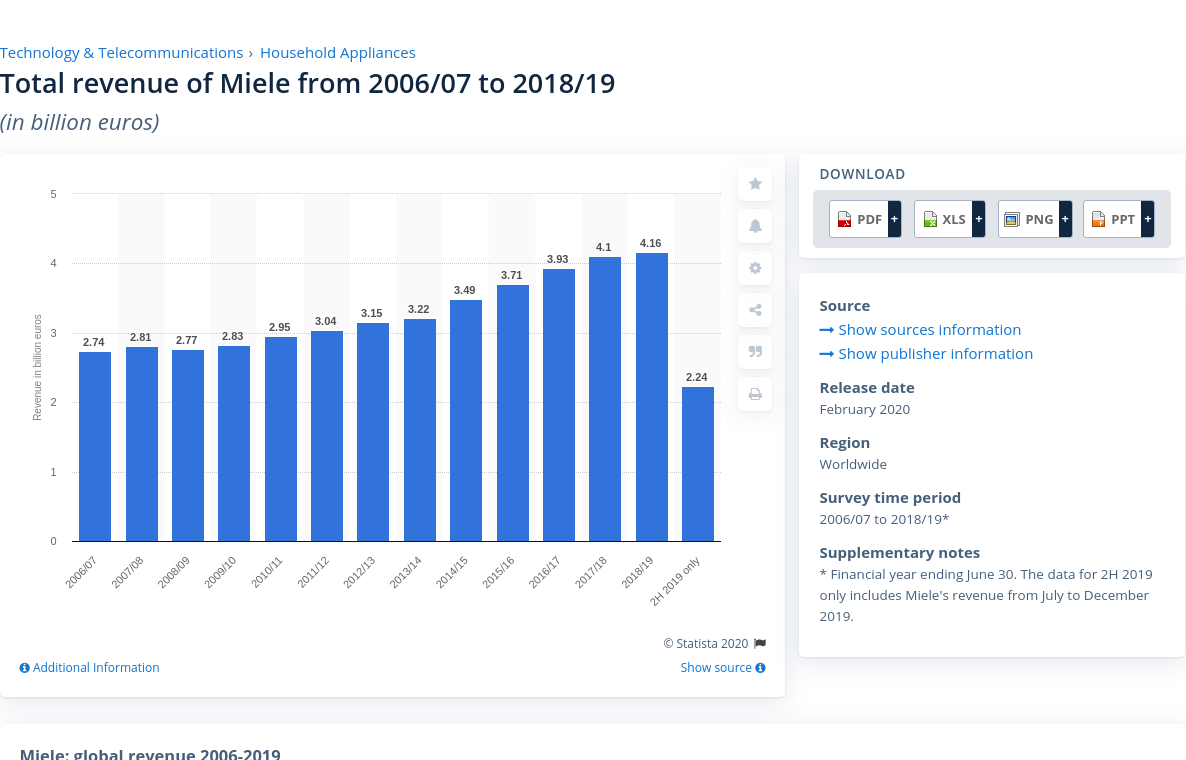 Technology & Telecommunications › Household Appliances
Total revenue of Miele from 2006/07 to 2018/19
(in billion euros)
Revenue in billion euros
5
4
3
2
1
0
2.74
2.81
2.77
2.83
2.95
3.04
3.15
3.22
3.49
3.71
3.93
4.1
4.16
2.24
2006/07
2007/08
2008/09
2009/10
2010/11
2011/12
2012/13
2013/14
2014/15
2015/16
2016/17
2017/18
2018/19
2H 2019 only
© Statista 2020
Additional Information
Show source
DOWNLOAD
PDF + XLS + PNG + PPT +
Source
Show sources information
Show publisher information
Release date
February 2020
Region
Worldwide
Survey time period
2006/07 to 2018/19*
Supplementary notes
* Financial year ending June 30. The data for 2H 2019
only includes Miele's revenue from July to December
2019.
Miele: global revenue 2006-2019